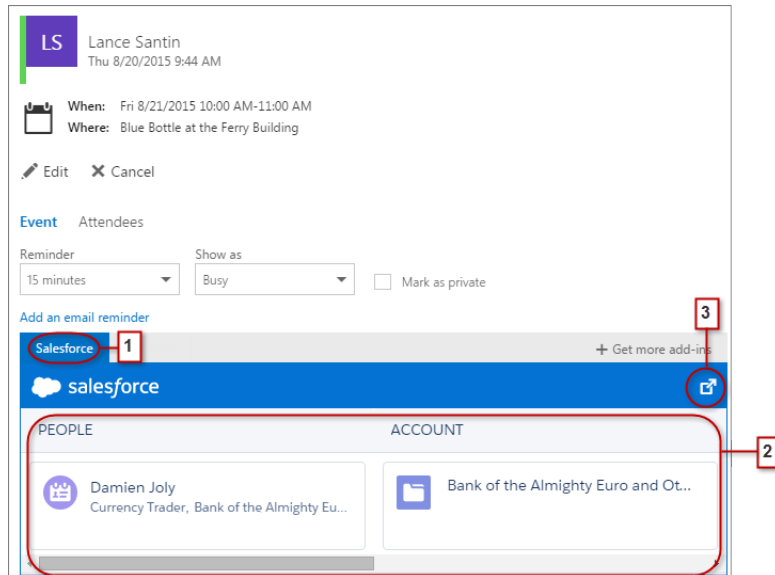 LS
Lance Santin
Thu 8/20/2015 9:44 AM
When: Fri 8/21/2015 10:00 AM-11:00 AM
Where: Blue Bottle at the Ferry Building
Edit Cancel
Event Attendees
Reminder Show as
15 minutes Busy Mark as private
Add an email reminder
3
Salesforce 1 + Get more add-ins
salesforce
PEOPLE ACCOUNT
2
Damien Joly Bank of the Almighty Euro and Ot...
Currency Trader, Bank of the Almighty Eu...